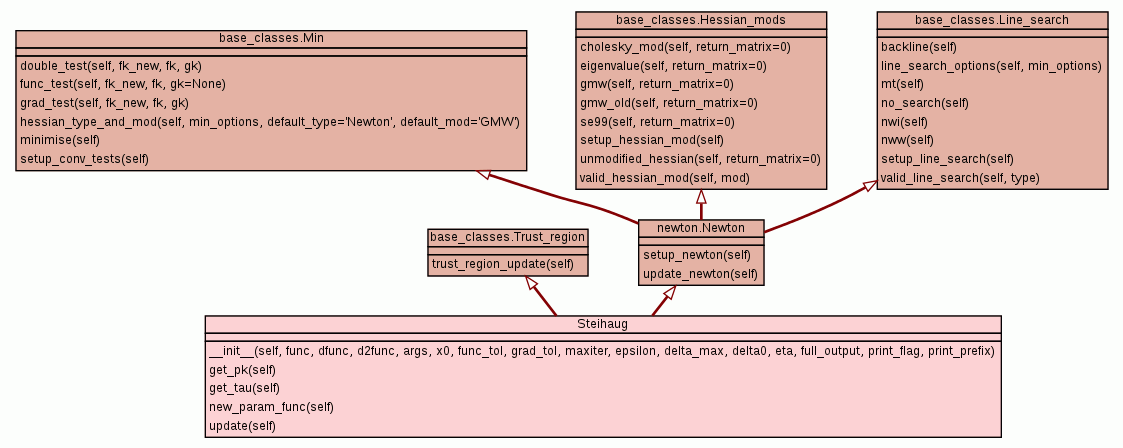 base_classes.Min
double_test(self, fk_new, fk, gk)
func_test(self, fk_new, fk, gk=None)
grad_test(self, fk_new, fk, gk)
hessian_type_and_mod(self, min_options, default_type='Newton', default_mod='GMW')
minimise(self)
setup_conv_tests(self)
base_classes.Hessian_mods
cholesky_mod(self, return_matrix=0)
eigenvalue(self, return_matrix=0)
gmw(self, return_matrix=0)
gmw_old(self, return_matrix=0)
se99(self, return_matrix=0)
setup_hessian_mod(self)
unmodified_hessian(self, return_matrix=0)
valid_hessian_mod(self, mod)
base_classes.Line_search
backline(self)
line_search_options(self, min_options)
mt(self)
no_search(self)
nwi(self)
nww(self)
setup_line_search(self)
valid_line_search(self, type)
base_classes.Trust_region
trust_region_update(self)
newton.Newton
setup_newton(self)
update_newton(self)
Steihaug
__init__(self, func, dfunc, d2func, args, x0, func_tol, grad_tol, maxiter, epsilon, delta_max, delta0, eta, full_output, print_flag, print_prefix)
get_pk(self)
get_tau(self)
new_param_func(self)
update(self)